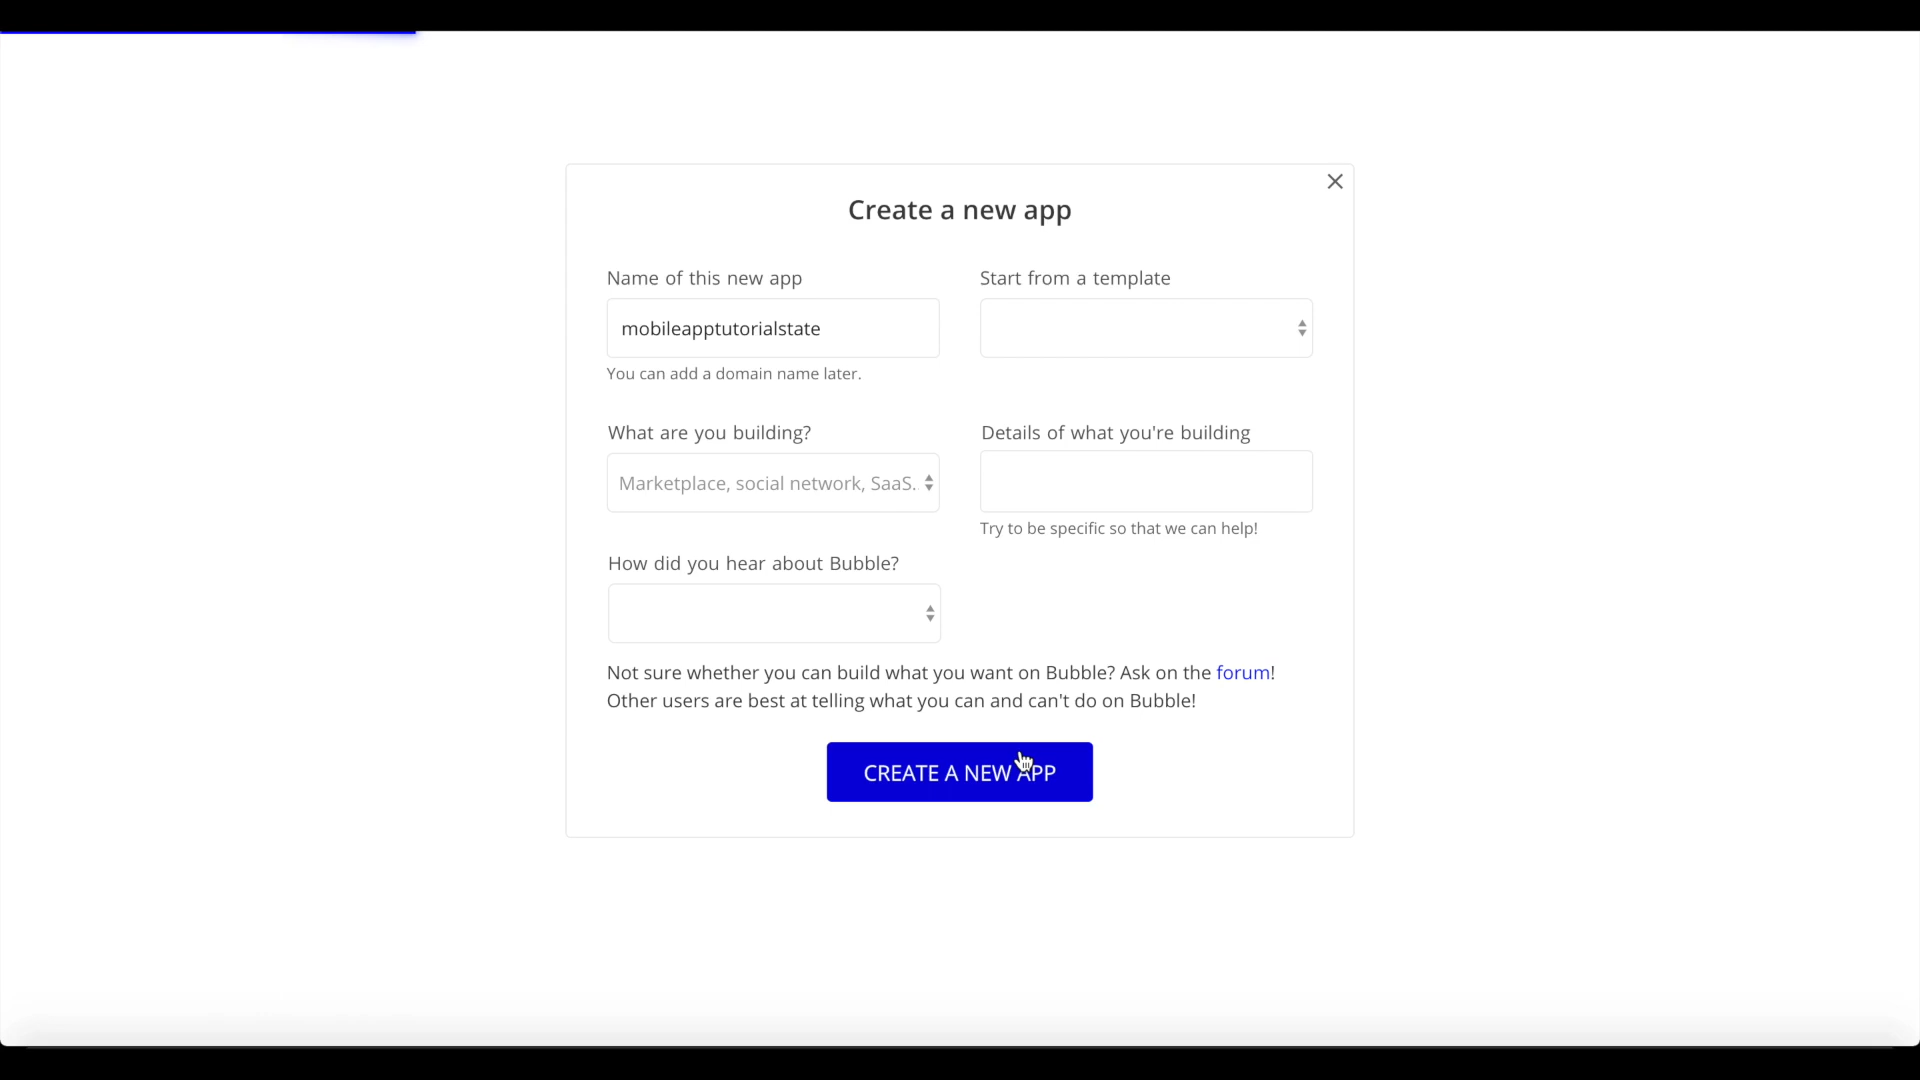 Create a new app
Name of this new app
Start from a template
mobileapptutorialstate
You can add a domain name later.
What are you building?
Details of what you're building
Marketplace, social network, SaaS..
Try to be specific so that we can help!
How did you hear about Bubble?
Not sure whether you can build what you want on Bubble? Ask on the forum!
Other users are best at telling what you can and can't do on Bubble!
CREATE A NEW APP